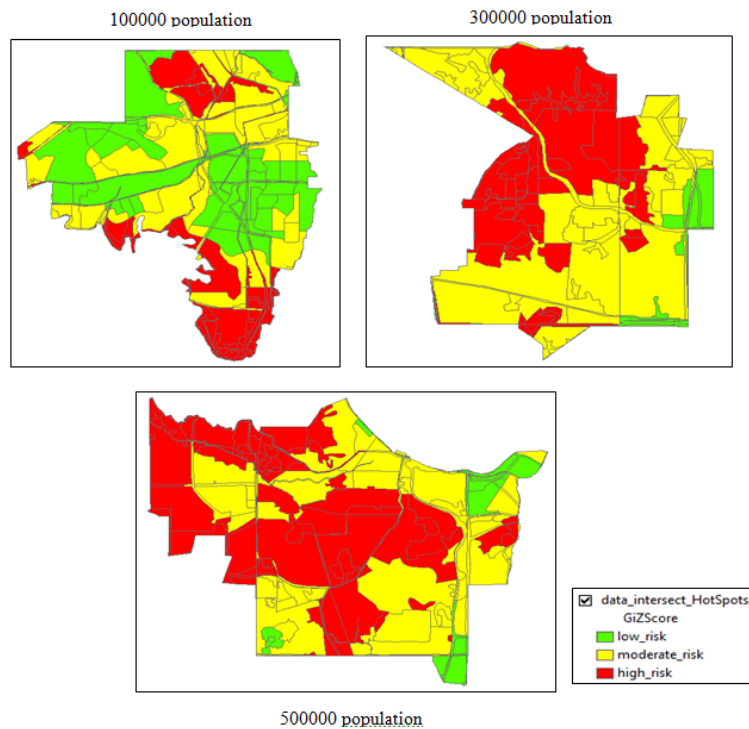 100000 population
300000 population
data_intersect_HotSpots
GiZScore
low_risk
moderate_risk
high_risk
500000 population